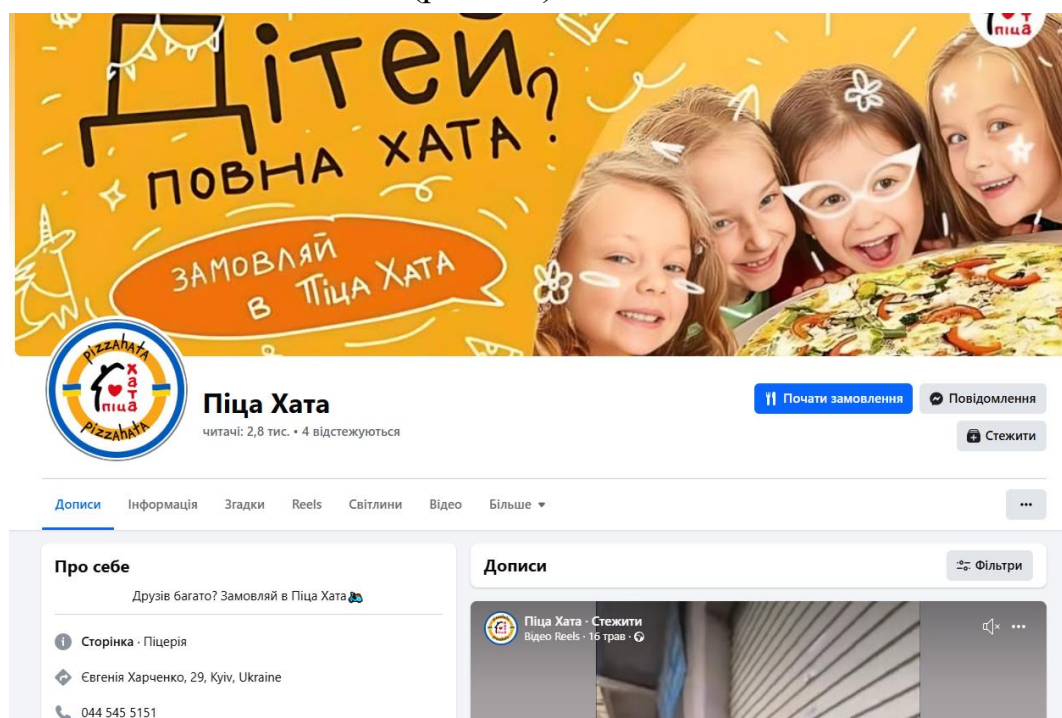 Дітей
ПОВНА ХАТА?
ЗАМОВЛЯЙ
В Піца ХАТА
ХАТА
піца
PIZZAHATA
ХАТА
піца
PIZZAHATA
Піца Хата
читачі: 2,8 тис. • 4 відстежуються
Почати замовлення
Повідомлення
Стежити
Дописи Інформація Згадки Reels Світлини Відео Більше
Про себе
Друзів багато? Замовляй в Піца Хата
Сторінка · Піцерія
Євгенія Харченко, 29, Kyiv, Ukraine
044 545 5151
Дописи
Фільтри
Піца Хата · Стежити
Відео Reels · 16 трав ·